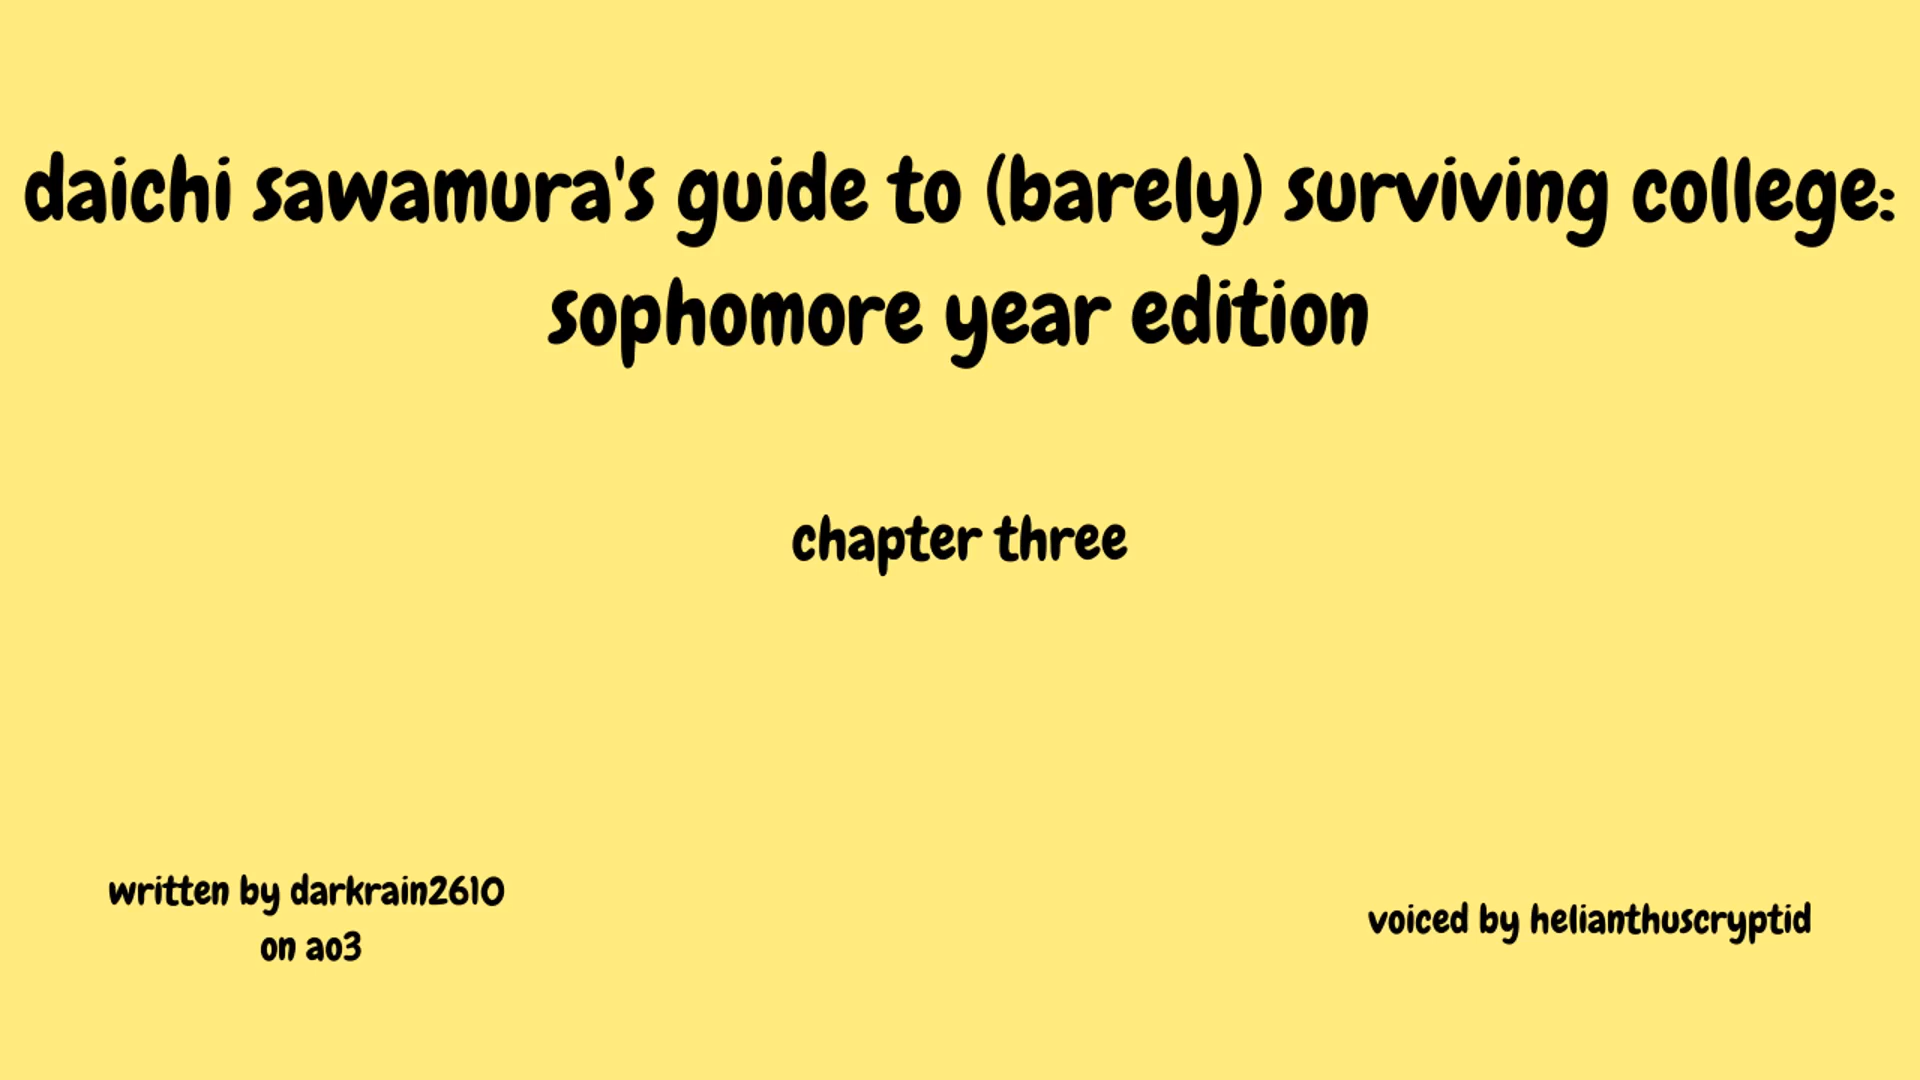 daichi sawamura's guide to (barely) surviving college:
sophomore year edition
chapter three
written by darkrain2610
on ao3
voiced by helianthuscryptid